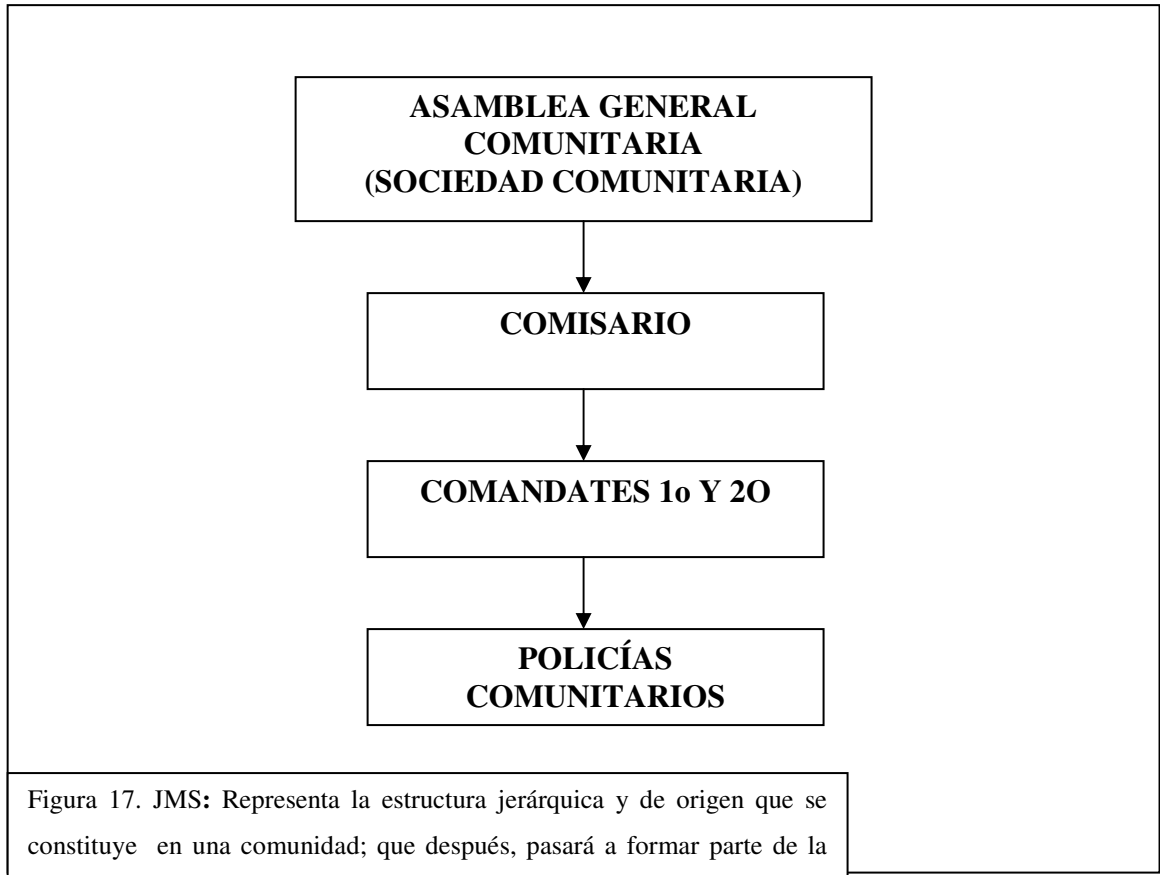 ASAMBLEA GENERAL
COMUNITARIA
(SOCIEDAD COMUNITARIA)
COMISARIO
COMANDATES 1o Y 2O
POLICÍAS
COMUNITARIOS
Figura 17. JMS: Representa la estructura jerárquica y de origen que se
constituye en una comunidad; que después, pasará a formar parte de la